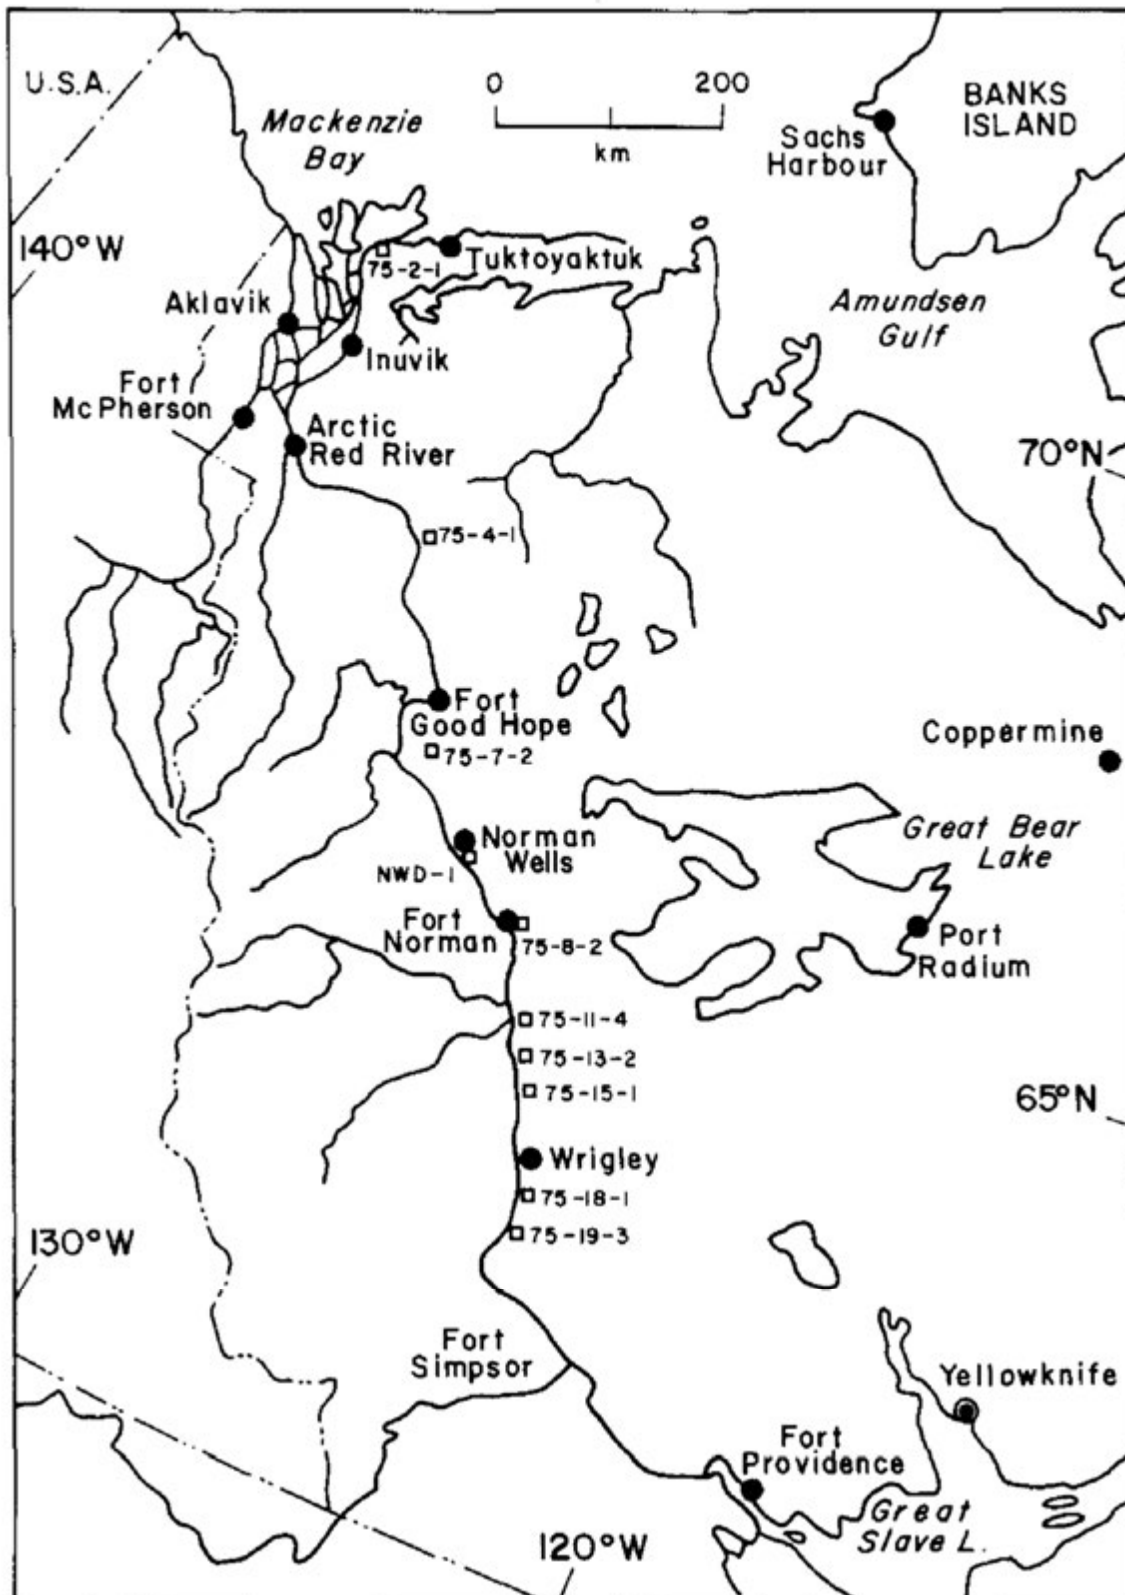 U.S.A.
0 200
km
Mackenzie
Bay
BANKS
ISLAND
Sachs
Harbour
140°W
75-2-1
Tuktoyaktuk
Aklavik
Inuvik
Amundsen
Gulf
Fort
McPherson
Arctic
Red River
70°N
75-4-1
Fort
Good Hope
75-7-2
Coppermine
Norman
Wells
NWD-1
Great Bear
Lake
Fort
Norman
75-8-2
Port
Radium
75-11-4
75-13-2
75-15-1
65°N
Wrigley
75-18-1
75-19-3
130°W
Fort
Simpsor
Yellowknife
Fort
Providence
Great
Slave L.
120°W